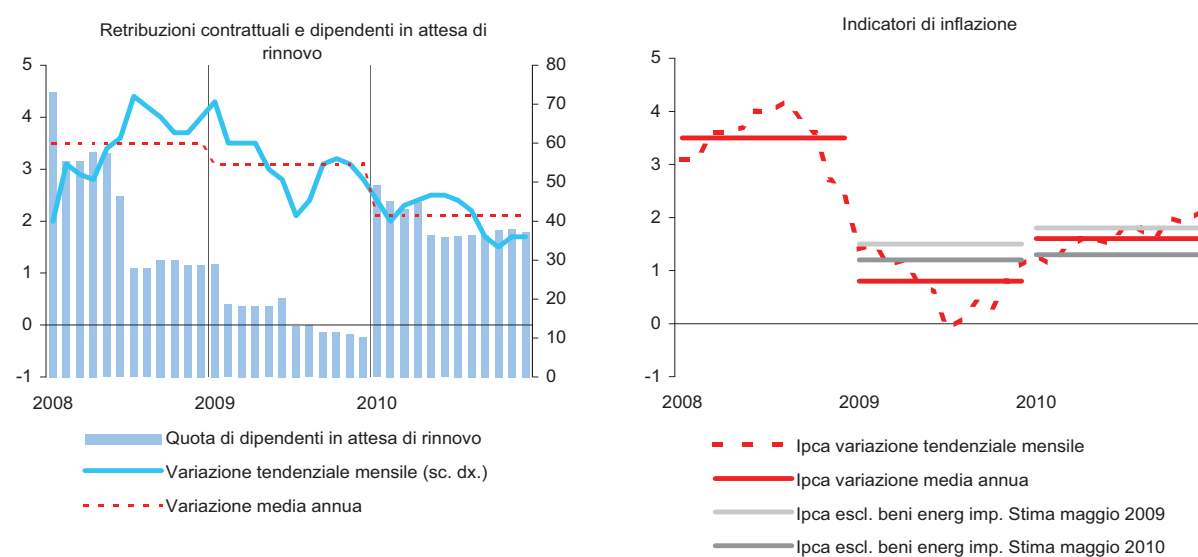 Retribuzioni contrattuali e dipendenti in attesa di
rinnovo
5
4
3
2
1
0
-1
80
70
60
50
40
30
20
10
0
2008
2009
2010
Quota di dipendenti in attesa di rinnovo
Variazione tendenziale mensile (sc. dx.)
Variazione media annua
Indicatori di inflazione
5
4
3
2
1
0
-1
2008
2009
2010
Ipca variazione tendenziale mensile
Ipca variazione media annua
Ipca escl. beni energ imp. Stima maggio 2009
Ipca escl. beni energ imp. Stima maggio 2010